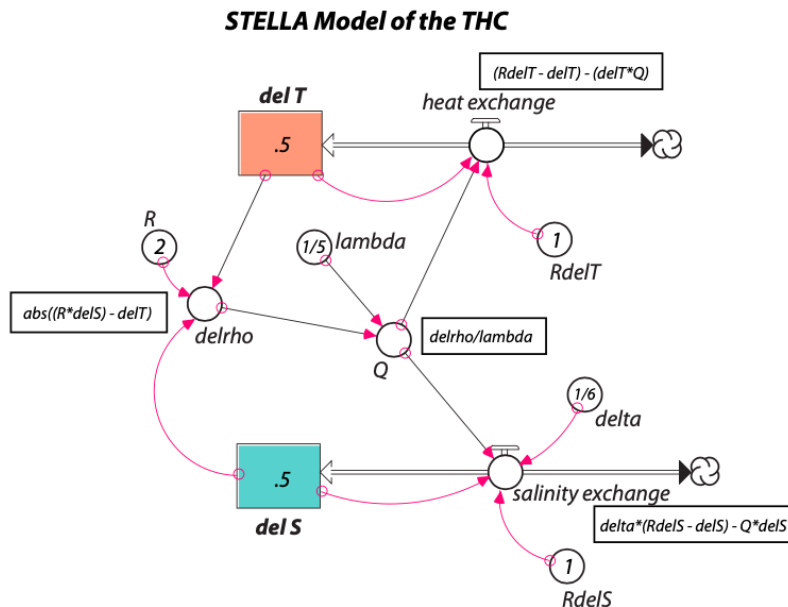 STELLA Model of the THC
(RdelT - delT) - (delT*Q)
heat exchange
del T
.5
R
2
1/5
lambda
1
RdelT
abs((R*delS) - delT)
delrho
delrho/lambda
Q
1/6
delta
.5
salinity exchange
del S
delta*(RdelS - delS) - Q*delS
1
RdelS